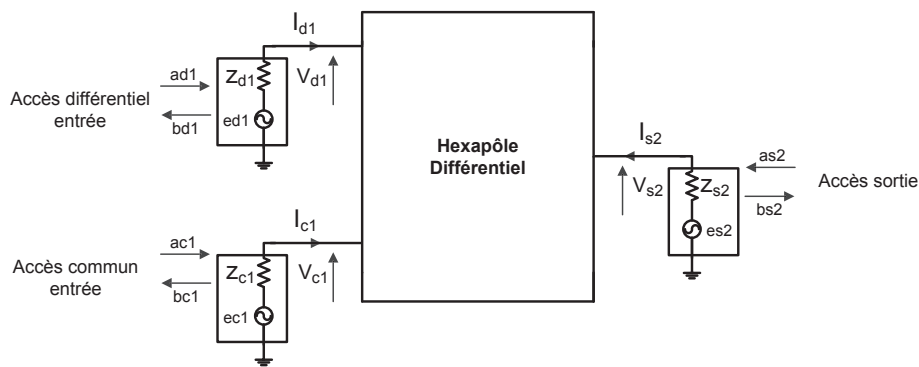 Id1
ad1
Zd1
Vd1
Accès différentiel
entrée
bd1
ed1
Hexapôle
Différentiel
Is2
as2
Vs2
Zs2
Accès sortie
bs2
es2
Ic1
ac1
Zc1
Vc1
Accès commun
entrée
bc1
ec1